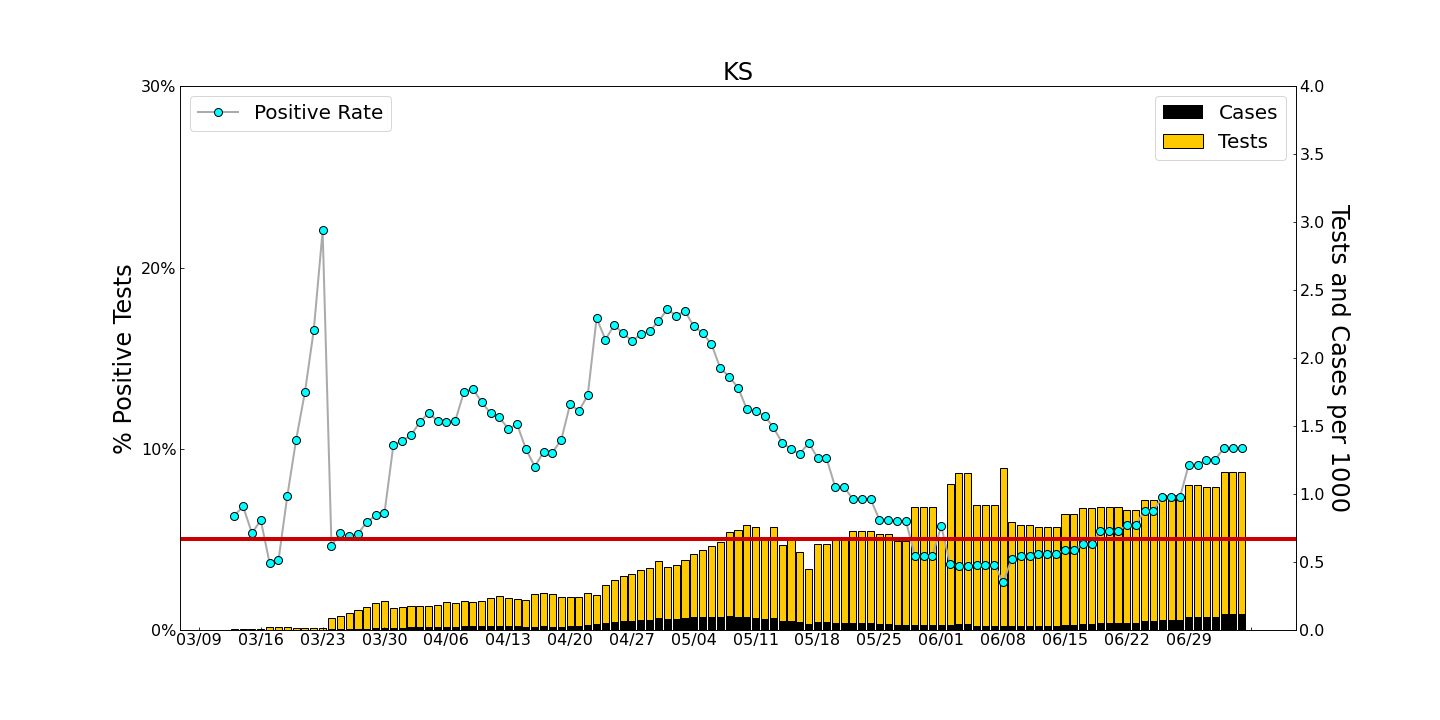 KS
30%
20%
10%
0%
% Positive Tests
Positive Rate
Cases
Tests
4.0
3.5
3.0
2.5
2.0
1.5
1.0
0.5
0.0
Tests and Cases per 1000
03/09 03/16 03/23 03/30 04/06 04/13 04/20 04/27 05/04 05/11 05/18 05/25 06/01 06/08 06/15 06/22 06/29